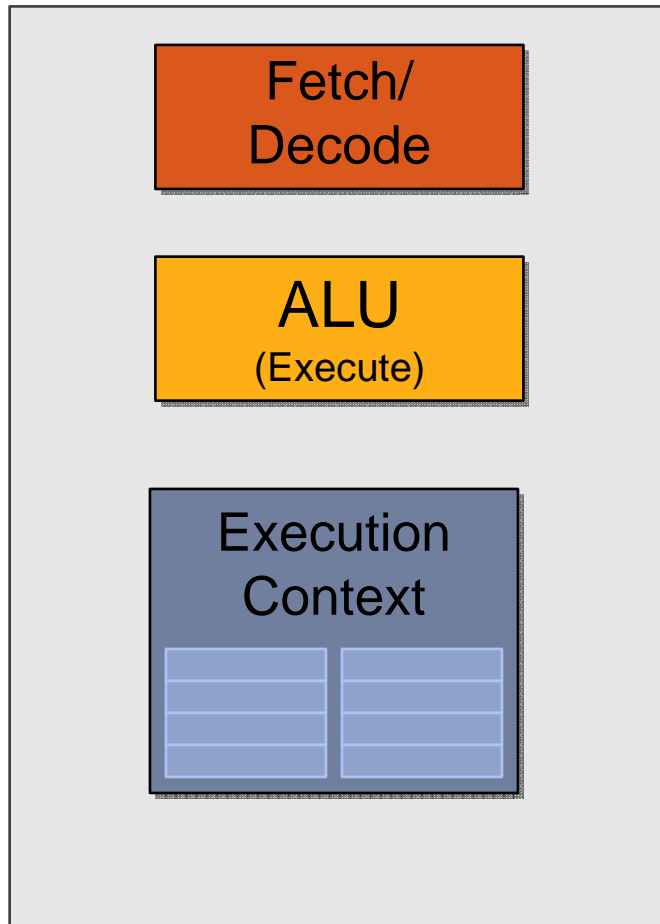 Fetch/
Decode
ALU
(Execute)
Execution
Context